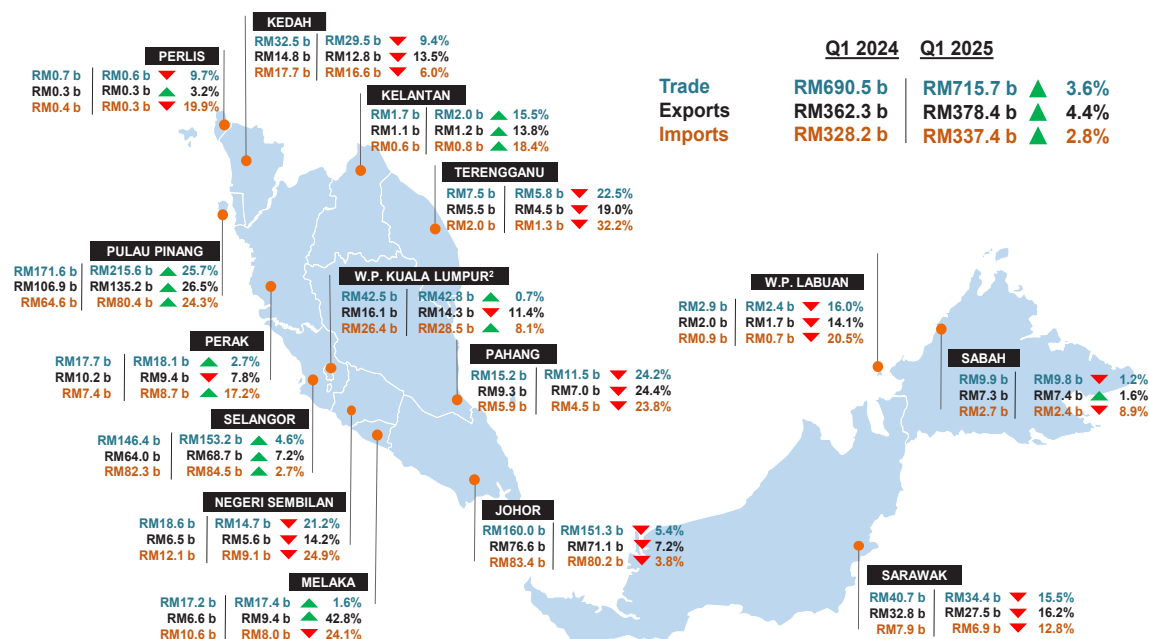 Q1 2024 Q1 2025
Trade RM690.5 b RM715.7 b 3.6%
Exports RM362.3 b RM378.4 b 4.4%
Imports RM328.2 b RM337.4 b 2.8%
KEDAH
RM32.5 b RM29.5 b 9.4%
RM14.8 b RM12.8 b 13.5%
RM17.7 b RM16.6 b 6.0%
PERLIS
RM0.7 b RM0.6 b 9.7%
RM0.3 b RM0.3 b 3.2%
RM0.4 b RM0.3 b 19.9%
KELANTAN
RM1.7 b RM2.0 b 15.5%
RM1.1 b RM1.2 b 13.8%
RM0.6 b RM0.8 b 18.4%
TERENGGANU
RM7.5 b RM5.8 b 22.5%
RM5.5 b RM4.5 b 19.0%
RM2.0 b RM1.3 b 32.2%
PULAU PINANG
RM171.6 b RM215.6 b 25.7%
RM106.9 b RM135.2 b 26.5%
RM64.6 b RM80.4 b 24.3%
W.P. KUALA LUMPUR²
RM42.5 b RM42.8 b 0.7%
RM16.1 b RM14.3 b 11.4%
RM26.4 b RM28.5 b 8.1%
W.P. LABUAN
RM2.9 b RM2.4 b 16.0%
RM2.0 b RM1.7 b 14.1%
RM0.9 b RM0.7 b 20.5%
PERAK
RM17.7 b RM18.1 b 2.7%
RM10.2 b RM9.4 b 7.8%
RM7.4 b RM8.7 b 17.2%
PAHANG
RM15.2 b RM11.5 b 24.2%
RM9.3 b RM7.0 b 24.4%
RM5.9 b RM4.5 b 23.8%
SABAH
RM9.9 b RM9.8 b 1.2%
RM7.3 b RM7.4 b 1.6%
RM2.7 b RM2.4 b 8.9%
SELANGOR
RM146.4 b RM153.2 b 4.6%
RM64.0 b RM68.7 b 7.2%
RM82.3 b RM84.5 b 2.7%
NEGERI SEMBILAN
RM18.6 b RM14.7 b 21.2%
RM6.5 b RM5.6 b 14.2%
RM12.1 b RM9.1 b 24.9%
JOHOR
RM160.0 b RM151.3 b 5.4%
RM76.6 b RM71.1 b 7.2%
RM83.4 b RM80.2 b 3.8%
MELAKA
RM17.2 b RM17.4 b 1.6%
RM6.6 b RM9.4 b 42.8%
RM10.6 b RM8.0 b 24.1%
SARAWAK
RM40.7 b RM34.4 b 15.5%
RM32.8 b RM27.5 b 16.2%
RM7.9 b RM6.9 b 12.8%